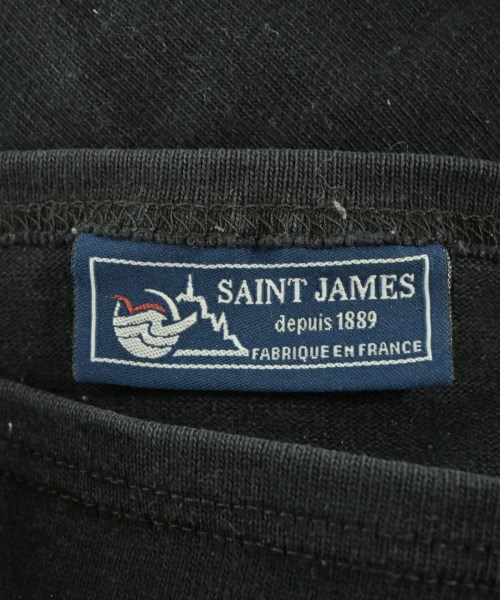 SAINT JAMES
depuis 1889
FABRIQUE EN FRANCE